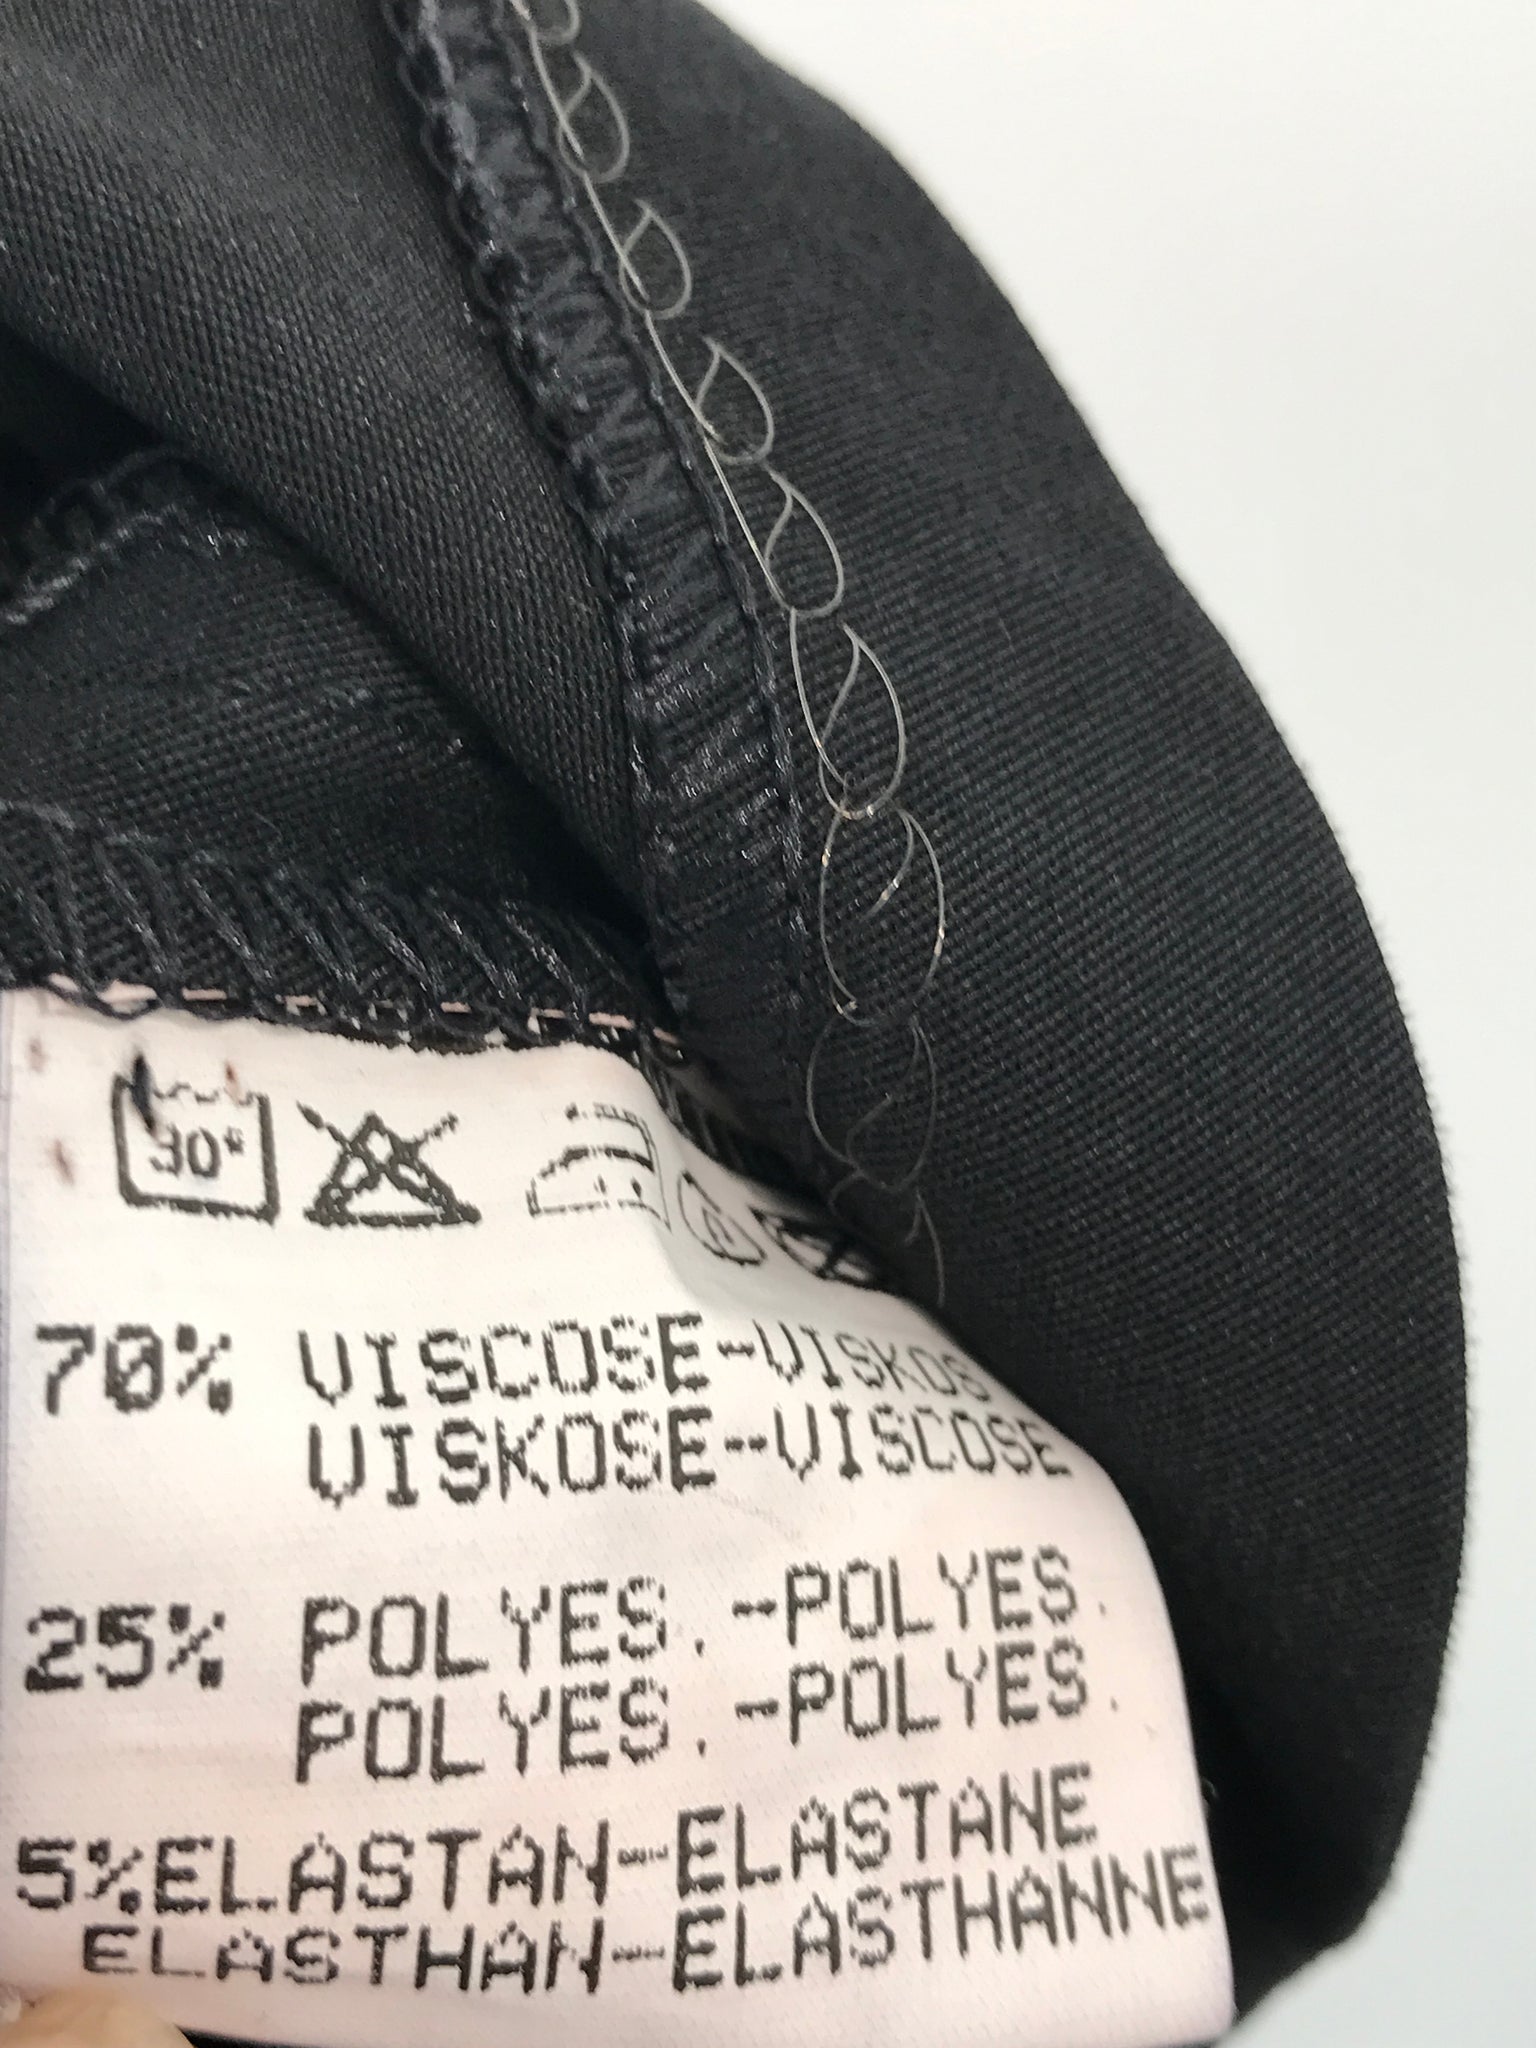 30°
70% VISCOSE-VISKOS
VISKOSE-VISCOSE
25% POLYES.-POLYES.
POLYES.-POLYES.
5%ELASTAN-ELASTANE
ELASTHAN-ELASTHANNE